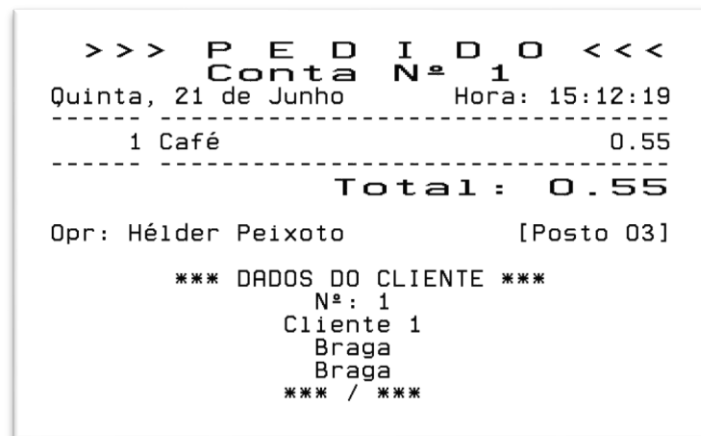 >>> PEDIDO <<<
Conta Nº 1
Quinta, 21 de Junho Hora: 15:12:19
------ ----------------------------------
1 Café 0.55
------ ----------------------------------
Total: 0.55
Opr: Hélder Peixoto [Posto 03]
*** DADOS DO CLIENTE ***
Nº: 1
Cliente 1
Braga
Braga
*** / ***